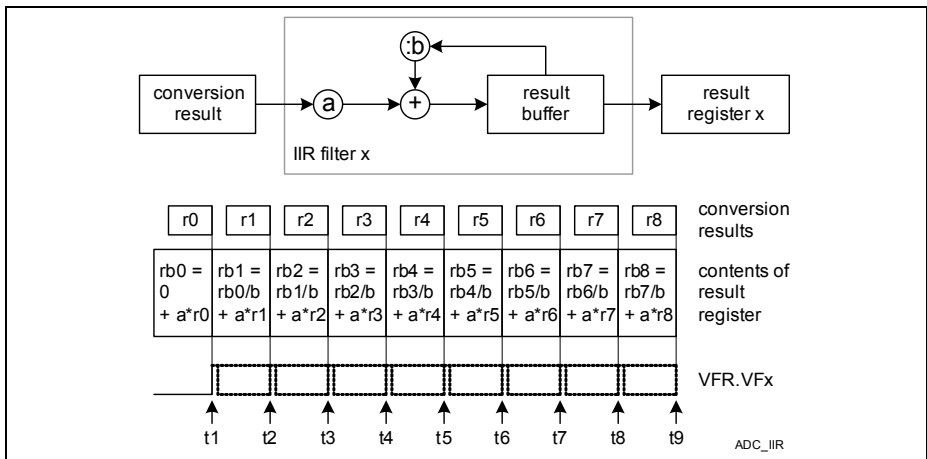 :b
conversion
result
a
+
result
buffer
result
register x
IIR filter x
r0 r1 r2 r3 r4 r5 r6 r7 r8
conversion
results
rb0 = rb1 = rb2 = rb3 = rb4 = rb5 = rb6 = rb7 = rb8 =
0 rb0/b rb1/b rb2/b rb3/b rb4/b rb5/b rb6/b rb7/b
+ a*r0 + a*r1 + a*r2 + a*r3 + a*r4 + a*r5 + a*r6 + a*r7 + a*r8
contents of
result
register
VFR.VFx
t1 t2 t3 t4 t5 t6 t7 t8 t9
ADC_IIR